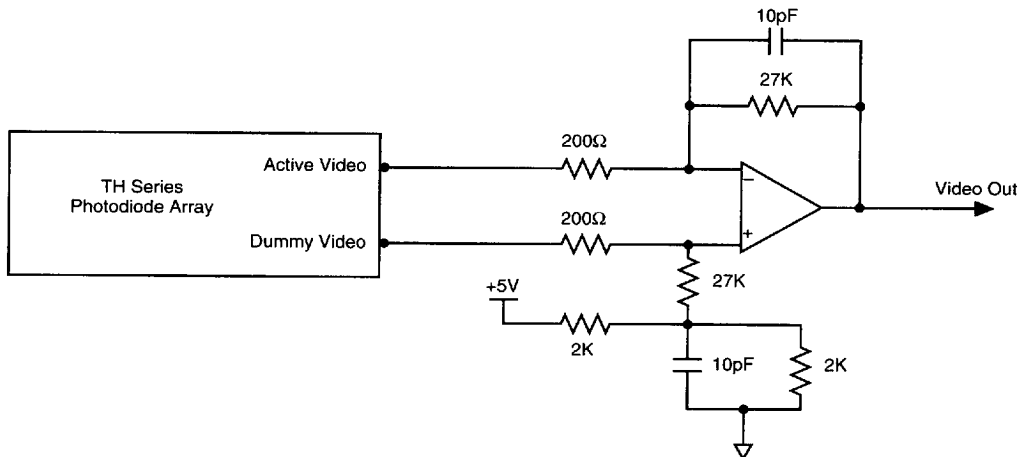 10pF
27K
200Ω
Active Video
TH Series
Photodiode Array
−
Video Out
200Ω
Dummy Video
+
27K
+5V
2K
10pF
2K